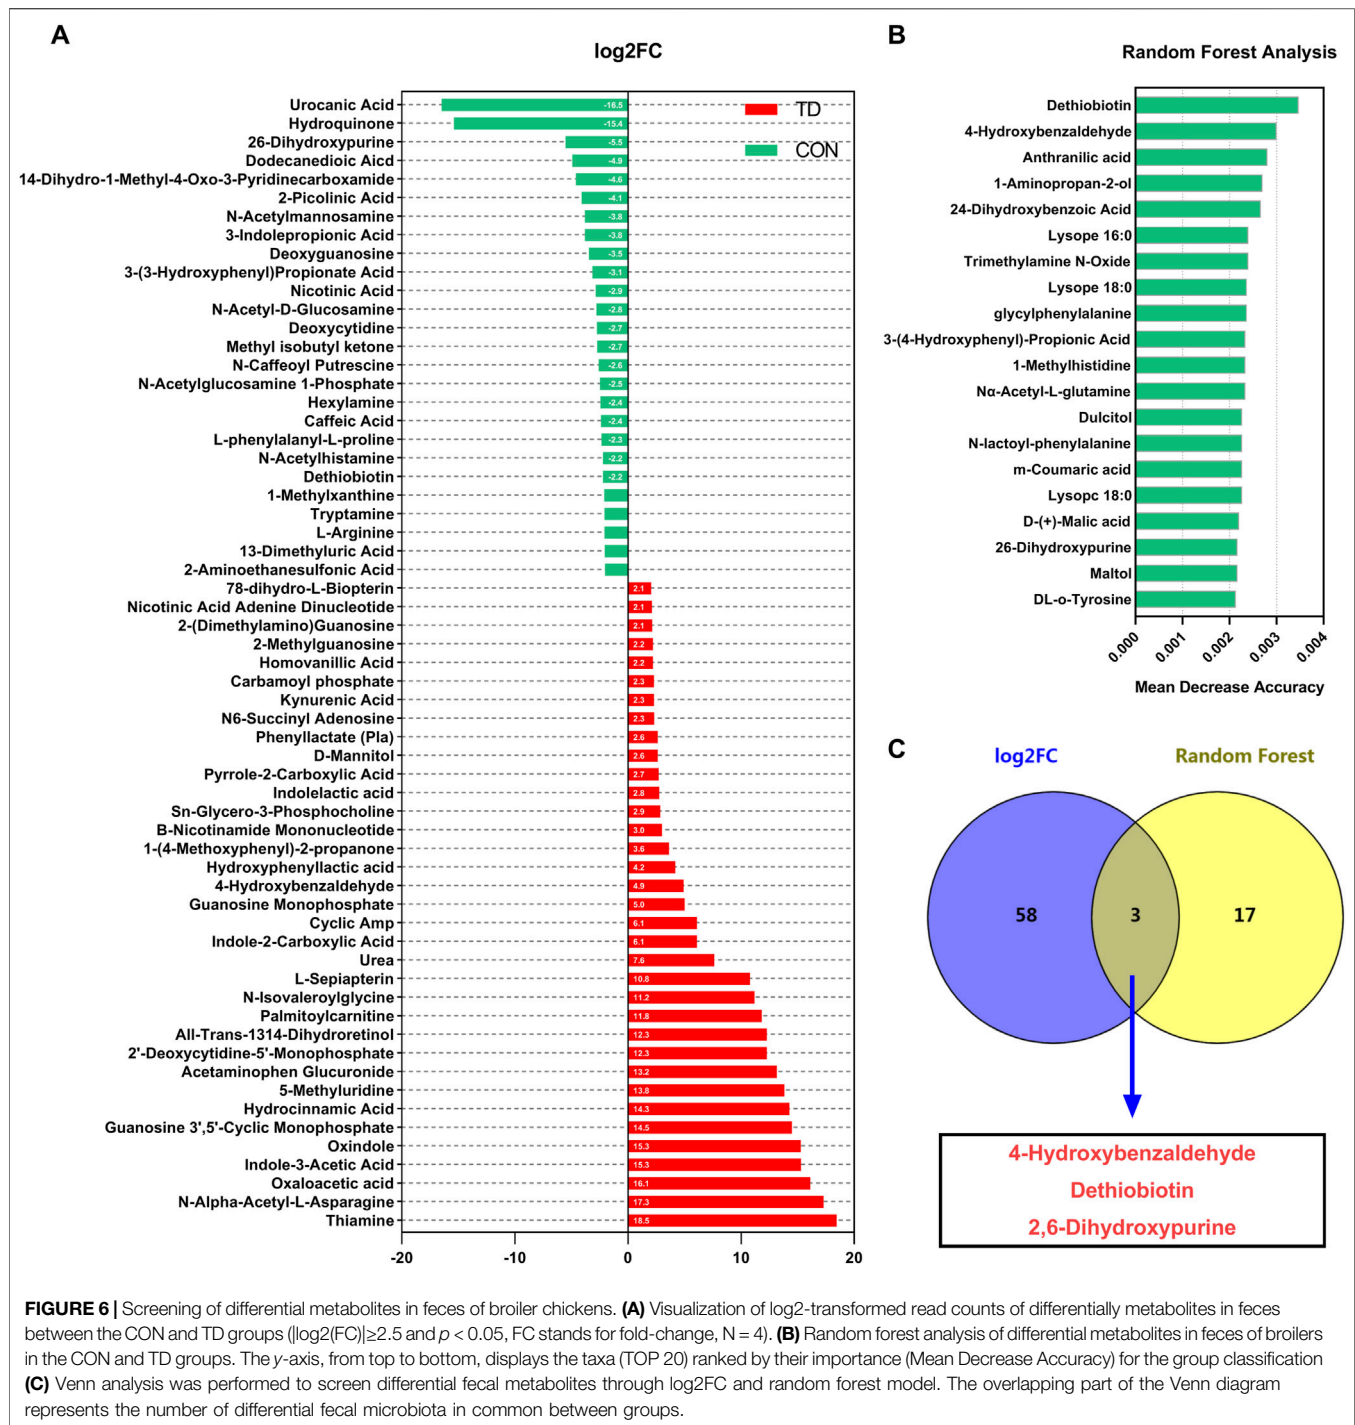 A
log2FC
TD
CON
Urocanic Acid -16.5
Hydroquinone -15.4
26-Dihydroxypurine -5.5
Dodecanedioic Aicd -4.9
14-Dihydro-1-Methyl-4-Oxo-3-Pyridinecarboxamide -4.6
2-Picolinic Acid -4.1
N-Acetylmannosamine -3.8
3-Indolepropionic Acid -3.8
Deoxyguanosine -3.5
3-(3-Hydroxyphenyl)Propionate Acid -3.1
Nicotinic Acid -2.9
N-Acetyl-D-Glucosamine -2.8
Deoxycytidine -2.7
Methyl isobutyl ketone -2.7
N-Caffeoyl Putrescine -2.6
N-Acetylglucosamine 1-Phosphate -2.5
Hexylamine -2.4
Caffeic Acid -2.4
L-phenylalanyl-L-proline -2.3
N-Acetylhistamine -2.2
Dethiobiotin -2.2
1-Methylxanthine
Tryptamine
L-Arginine
13-Dimethyluric Acid
2-Aminoethanesulfonic Acid
78-dihydro-L-Biopterin 2.1
Nicotinic Acid Adenine Dinucleotide 2.1
2-(Dimethylamino)Guanosine 2.1
2-Methylguanosine 2.2
Homovanillic Acid 2.2
Carbamoyl phosphate 2.3
Kynurenic Acid 2.3
N6-Succinyl Adenosine 2.3
Phenyllactate (Pla) 2.6
D-Mannitol 2.6
Pyrrole-2-Carboxylic Acid 2.7
Indolelactic acid 2.8
Sn-Glycero-3-Phosphocholine 2.9
B-Nicotinamide Mononucleotide 3.0
1-(4-Methoxyphenyl)-2-propanone 3.6
Hydroxyphenyllactic acid 4.2
4-Hydroxybenzaldehyde 4.9
Guanosine Monophosphate 5.0
Cyclic Amp 6.1
Indole-2-Carboxylic Acid 6.1
Urea 7.6
L-Sepiapterin 10.8
N-Isovaleroylglycine 11.2
Palmitoylcarnitine 11.8
All-Trans-1314-Dihydroretinol 12.3
2'-Deoxycytidine-5'-Monophosphate 12.3
Acetaminophen Glucuronide 13.2
5-Methyluridine 13.8
Hydrocinnamic Acid 14.3
Guanosine 3',5'-Cyclic Monophosphate 14.5
Oxindole 15.3
Indole-3-Acetic Acid 15.3
Oxaloacetic acid 16.1
N-Alpha-Acetyl-L-Asparagine 17.3
Thiamine 18.5
-20 -10 0 10 20
B
Random Forest Analysis
Dethiobiotin
4-Hydroxybenzaldehyde
Anthranilic acid
1-Aminopropan-2-ol
24-Dihydroxybenzoic Acid
Lysope 16:0
Trimethylamine N-Oxide
Lysope 18:0
glycylphenylalanine
3-(4-Hydroxyphenyl)-Propionic Acid
1-Methylhistidine
Nα-Acetyl-L-glutamine
Dulcitol
N-lactoyl-phenylalanine
m-Coumaric acid
Lysopc 18:0
D-(+)-Malic acid
26-Dihydroxypurine
Maltol
DL-o-Tyrosine
0.000 0.001 0.002 0.003 0.004
Mean Decrease Accuracy
C
log2FC Random Forest
58 3 17
4-Hydroxybenzaldehyde
Dethiobiotin
2,6-Dihydroxypurine
FIGURE 6 | Screening of differential metabolites in feces of broiler chickens. (A) Visualization of log2-transformed read counts of differentially metabolites in feces
between the CON and TD groups (|log2(FC)|≥2.5 and p < 0.05, FC stands for fold-change, N = 4). (B) Random forest analysis of differential metabolites in feces of broilers
in the CON and TD groups. The y-axis, from top to bottom, displays the taxa (TOP 20) ranked by their importance (Mean Decrease Accuracy) for the group classification
(C) Venn analysis was performed to screen differential fecal metabolites through log2FC and random forest model. The overlapping part of the Venn diagram
represents the number of differential fecal microbiota in common between groups.